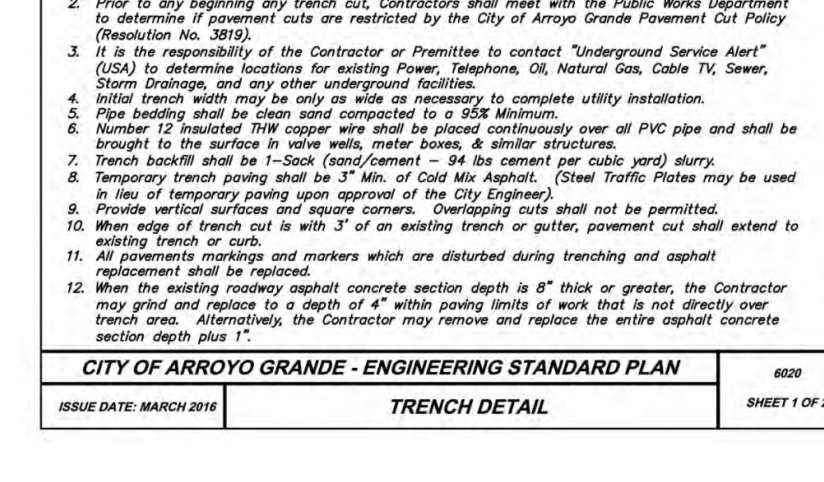 2. Prior to any beginning any trench cut, Contractors shall meet with the Public Works Department
to determine if pavement cuts are restricted by the City of Arroyo Grande Pavement Cut Policy
(Resolution No. 3819).
3. It is the responsibility of the Contractor or Premittee to contact "Underground Service Alert"
(USA) to determine locations for existing Power, Telephone, Oil, Natural Gas, Cable TV, Sewer,
Storm Drainage, and any other underground facilities.
4. Initial trench width may be only as wide as necessary to complete utility installation.
5. Pipe bedding shall be clean sand compacted to a 95% Minimum.
6. Number 12 insulated THW copper wire shall be placed continuously over all PVC pipe and shall be
brought to the surface in valve wells, meter boxes, & similar structures.
7. Trench backfill shall be 1-Sack (sand/cement - 94 lbs cement per cubic yard) slurry.
8. Temporary trench paving shall be 3" Min. of Cold Mix Asphalt. (Steel Traffic Plates may be used
in lieu of temporary paving upon approval of the City Engineer).
9. Provide vertical surfaces and square corners. Overlapping cuts shall not be permitted.
10. When edge of trench cut is with 3' of an existing trench or gutter, pavement cut shall extend to
existing trench or curb.
11. All pavements markings and markers which are disturbed during trenching and asphalt
replacement shall be replaced.
12. When the existing roadway asphalt concrete section depth is 8" thick or greater, the Contractor
may grind and replace to a depth of 4" within paving limits of work that is not directly over
trench area. Alternatively, the Contractor may remove and replace the entire asphalt concrete
section depth plus 1".
CITY OF ARROYO GRANDE - ENGINEERING STANDARD PLAN
6020
ISSUE DATE: MARCH 2016
TRENCH DETAIL
SHEET 1 OF 2